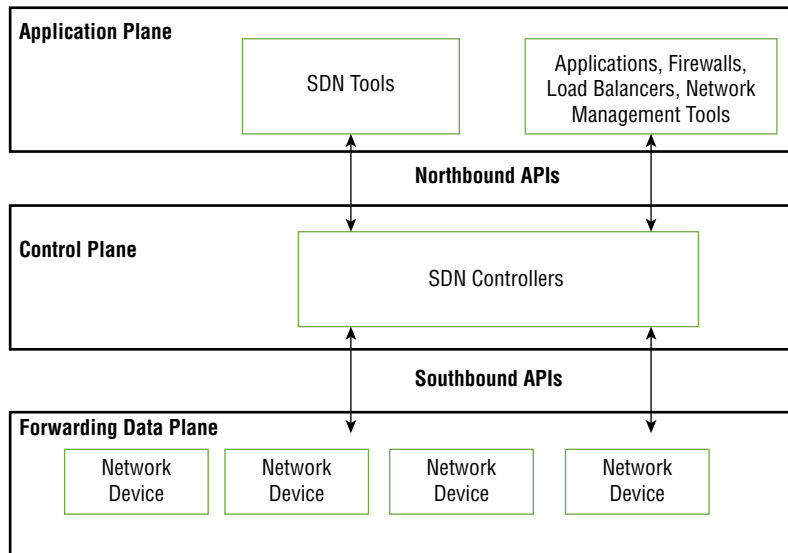 Application Plane
SDN Tools
Applications, Firewalls,
Load Balancers, Network
Management Tools
Northbound APIs
Control Plane
SDN Controllers
Southbound APIs
Forwarding Data Plane
Network
Device
Network
Device
Network
Device
Network
Device